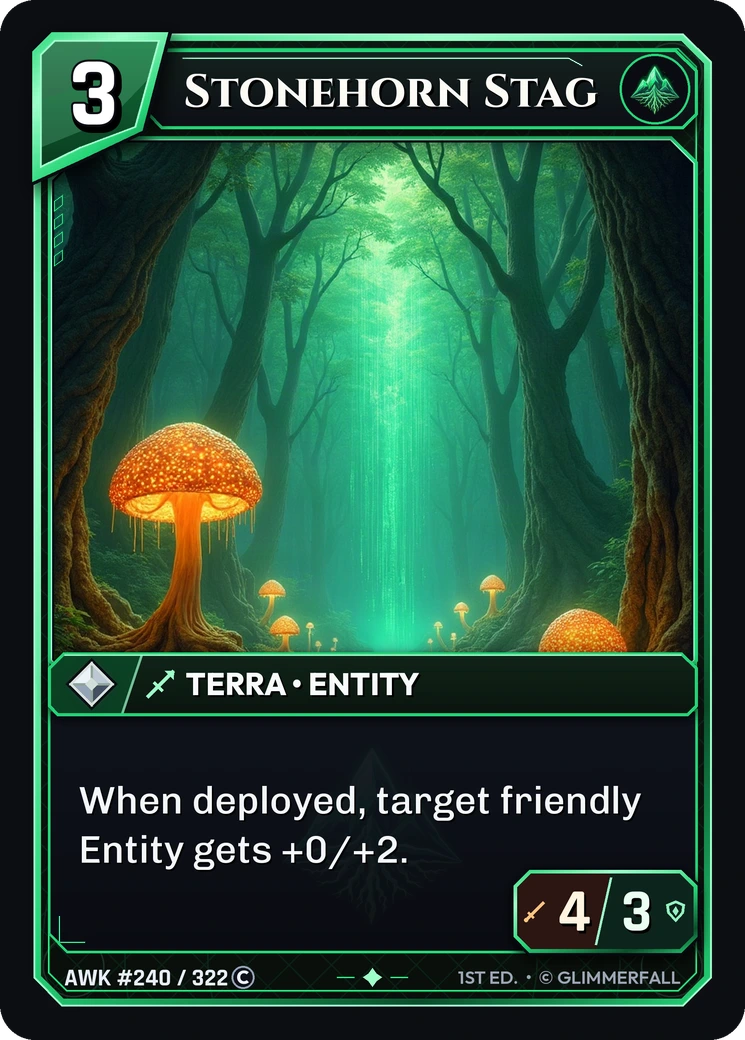 3
STONEHORN STAG
TERRA • ENTITY
When deployed, target friendly
Entity gets +0/+2.
4/3
AWK #240 / 322 Ⓒ
1ST ED. • © GLIMMERFALL